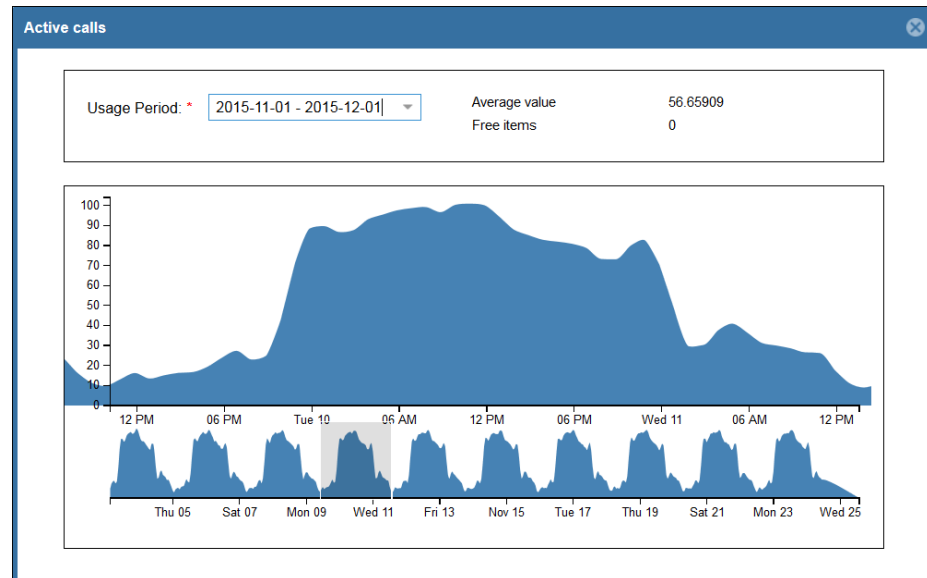 Active calls
Usage Period: * 2015-11-01 - 2015-12-01
Average value 56.65909
Free items 0
100
90
80
70
60
50
40
30
20
10
0
12 PM 06 PM Tue 10 06 AM 12 PM 06 PM Wed 11 06 AM 12 PM
Thu 05 Sat 07 Mon 09 Wed 11 Fri 13 Nov 15 Tue 17 Thu 19 Sat 21 Mon 23 Wed 25